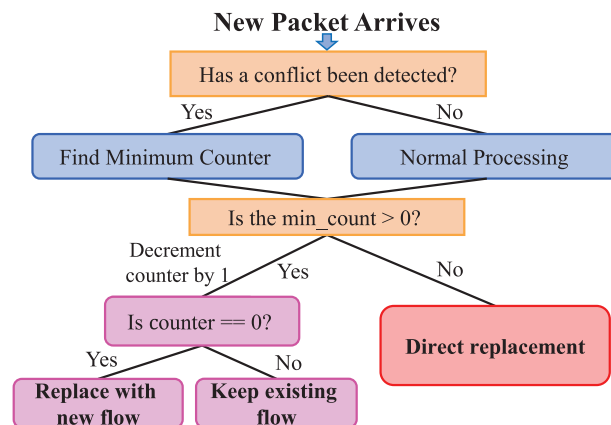 New Packet Arrives
Has a conflict been detected?
Yes
No
Find Minimum Counter
Normal Processing
Is the min_count > 0?
Decrement
counter by 1
Yes
No
Is counter == 0?
Direct replacement
Yes
No
Replace with
new flow
Keep existing
flow